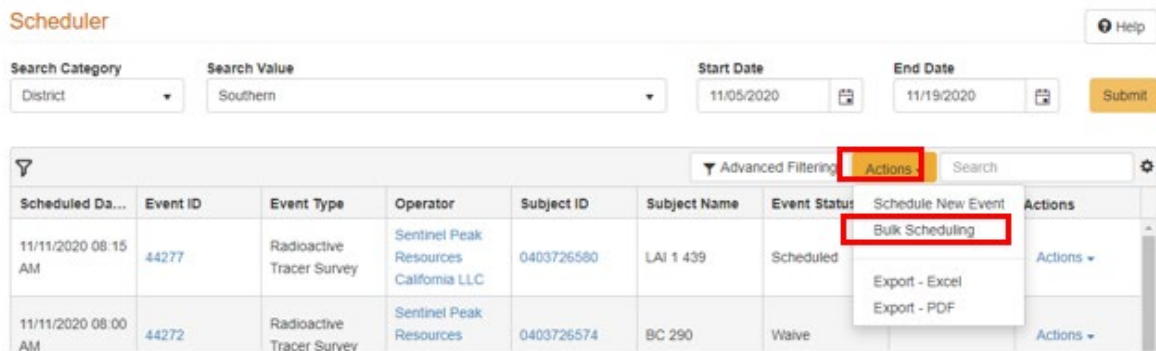 Scheduler
Help
Search Category Search Value Start Date End Date
District Southern 11/05/2020 11/19/2020 Submit
Advanced Filtering Actions Search
Scheduled Da... Event ID Event Type Operator Subject ID Subject Name Event Status Actions
Schedule New Event
Bulk Scheduling
Export - Excel
Export - PDF
11/11/2020 08:15
AM
44277
Radioactive
Tracer Survey
Sentinel Peak
Resources
California LLC
0403726580
LAI 1 439
Scheduled
Actions
11/11/2020 08:00
AM
44272
Radioactive
Tracer Survey
Sentinel Peak
Resources
0403726574
BC 290
Waive
Actions